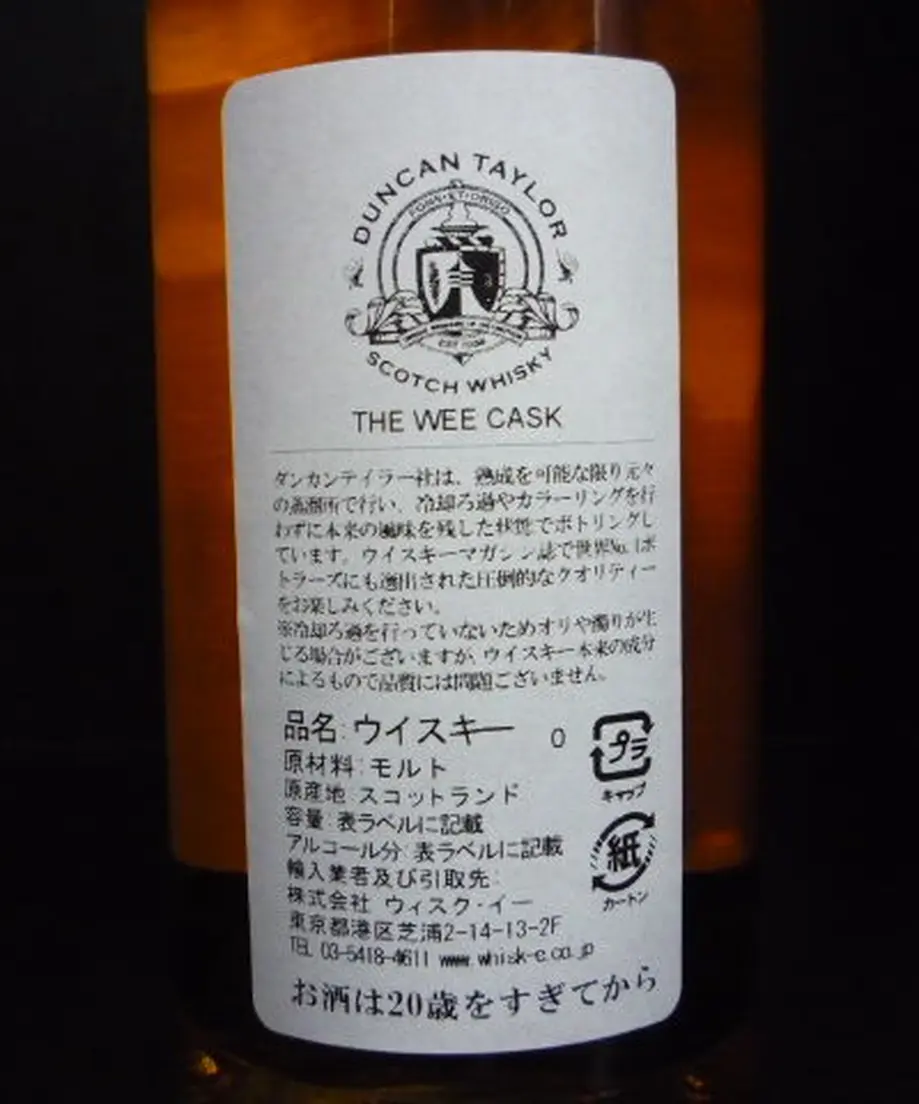 DUNCAN TAYLOR
SCOTCH WHISKY
THE WEE CASK
ダンカンテイラー社は、熟成を可能な限り元々
の蒸溜所で行い、冷却ろ過やカラーリングを行
わずに本来の風味を残した状態でボトリングし
ています。ウイスキーマガジン誌で世界No.1ボ
トラーズにも選出された圧倒的なクオリティー
をお楽しみください。
※冷却ろ過を行っていないためオリや濁りが生
じる場合がございますが、ウイスキー本来の成分
によるもので品質には問題ございません。
品名:ウイスキー 0
原材料:モルト
原産地:スコットランド
容量:表ラベルに記載
アルコール分:表ラベルに記載
輸入業者及び引取先:
株式会社 ウィスク・イー
東京都港区芝浦2-14-13-2F
TEL 03-5418-4611 www.whisk-e.co.jp
プラ
キャップ
紙
カートン
お酒は20歳をすぎてから